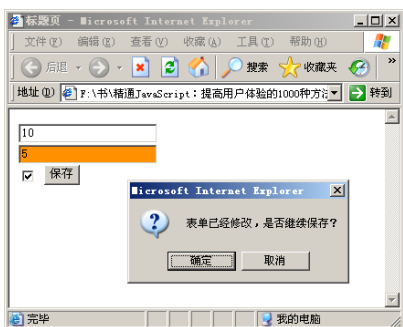 标题页 - Microsoft Internet Explorer
文件(F) 编辑(E) 查看(V) 收藏(A) 工具(T) 帮助(H)
后退 搜索 收藏夹 »
地址(D) F:\书\精通JavaScript：提高用户体验的1000种方法 转到
10
5
保存
Microsoft Internet Explorer
表单已经修改，是否继续保存？
确定 取消
完毕 我的电脑